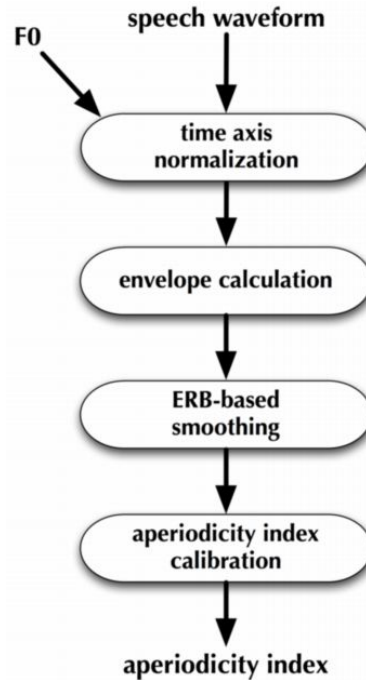 speech waveform
F0
time axis
normalization
envelope calculation
ERB-based
smoothing
aperiodicity index
calibration
aperiodicity index